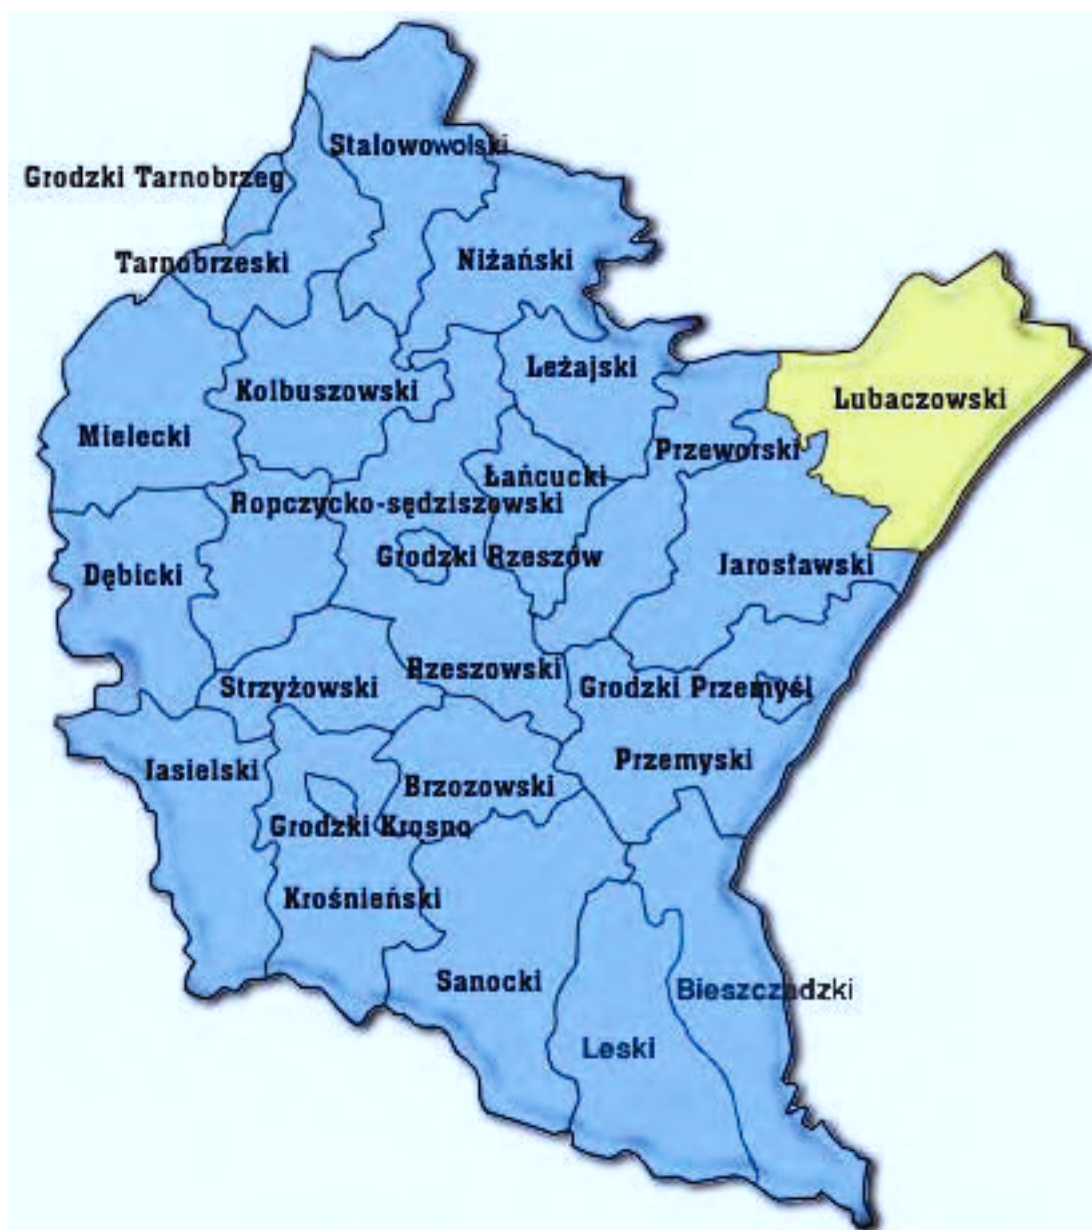 Stalowowolski
Grodzki Tarnobrzeg
Tarnobrzeski
Niżański
Leżajski
Kolbuszowski
Lubaczowski
Mielecki
Przeworski
Łańcucki
Ropczycko-sędziszowski
Grodzki Rzeszów
Jarosławski
Dębicki
Rzeszowski
Strzyżowski
Grodzki Przemyśl
Przemyski
Jasielski
Brzozowski
Grodzki Krosno
Krośnieński
Sanocki
Bieszczadzki
Leski